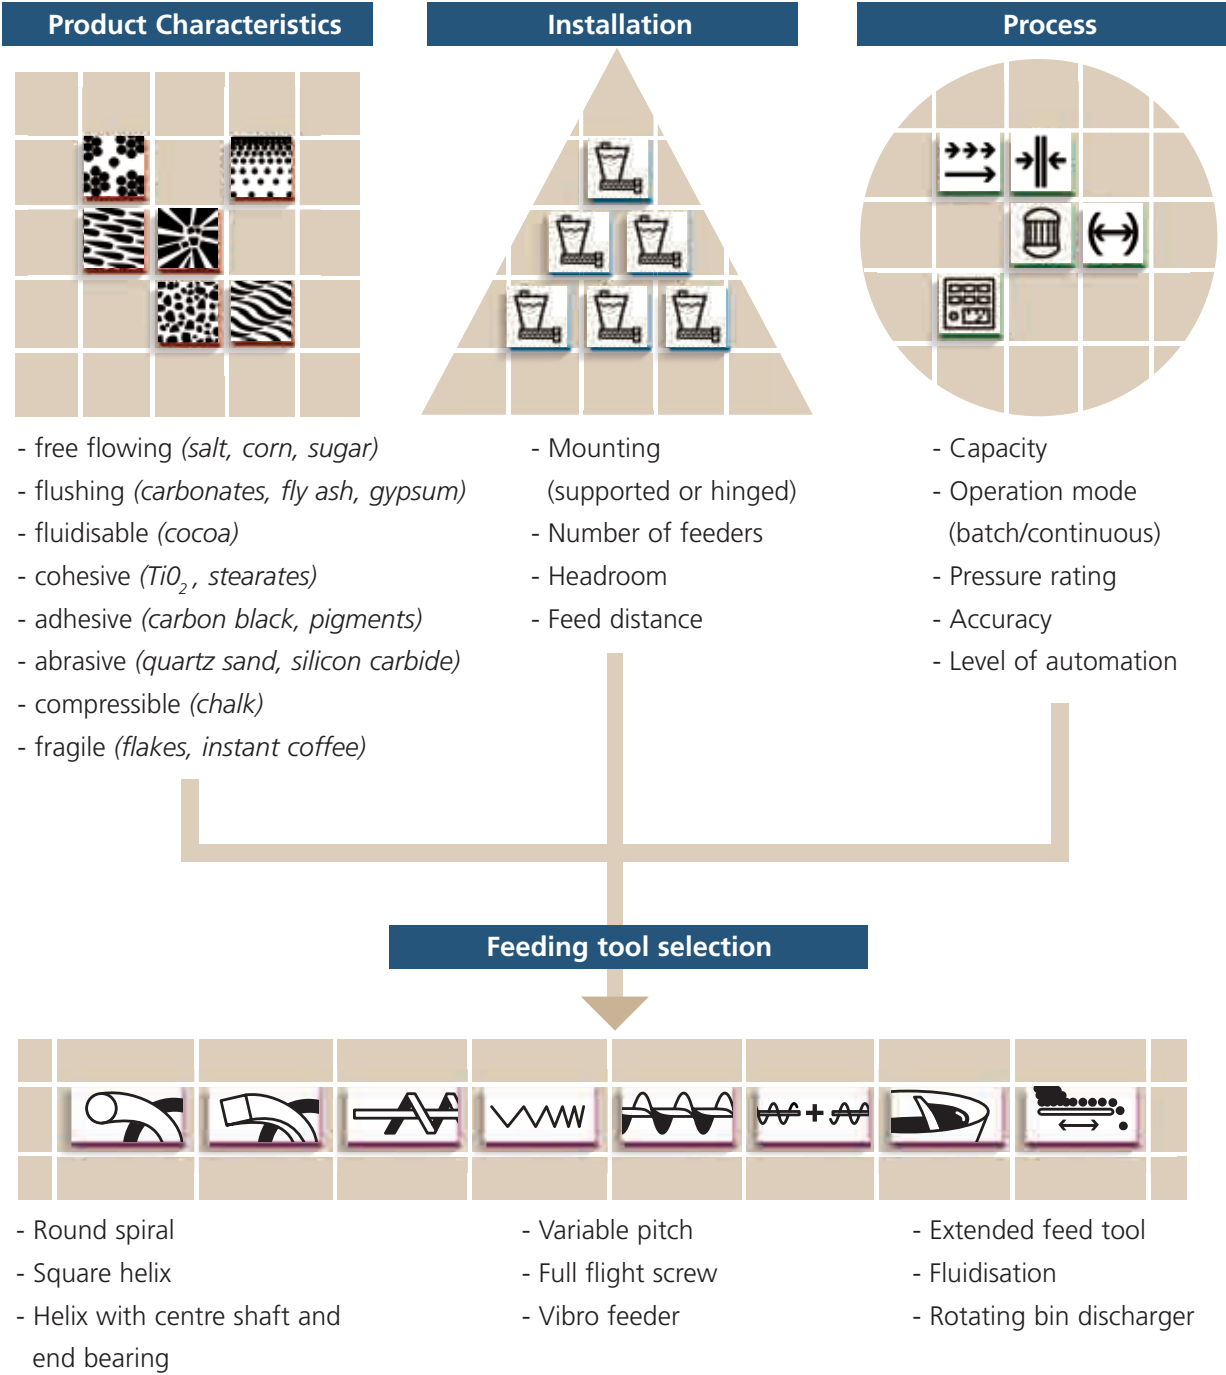 Product Characteristics
- free flowing (salt, corn, sugar)
- flushing (carbonates, fly ash, gypsum)
- fluidisable (cocoa)
- cohesive (Ti0₂ , stearates)
- adhesive (carbon black, pigments)
- abrasive (quartz sand, silicon carbide)
- compressible (chalk)
- fragile (flakes, instant coffee)
Installation
- Mounting
(supported or hinged)
- Number of feeders
- Headroom
- Feed distance
Process
- Capacity
- Operation mode
(batch/continuous)
- Pressure rating
- Accuracy
- Level of automation
Feeding tool selection
- Round spiral
- Square helix
- Helix with centre shaft and
end bearing
- Variable pitch
- Full flight screw
- Vibro feeder
- Extended feed tool
- Fluidisation
- Rotating bin discharger